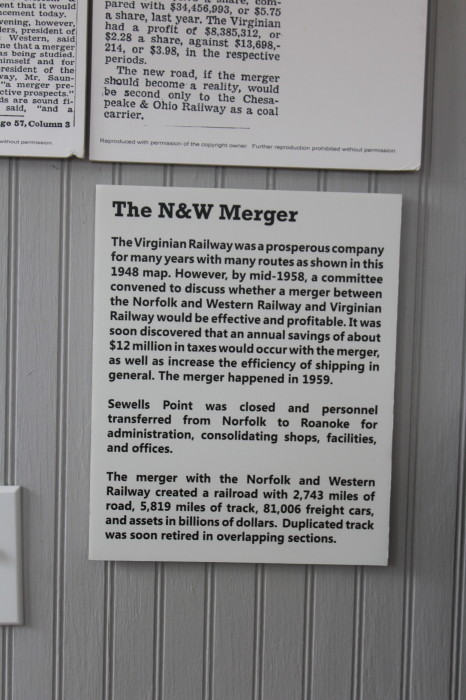 ent that it would
ncement today.
vening, however,
ders, president of
Western, said
ne that a merger
as being studied.
himself and for
resident of the
way, Mr. Saun-
"a merger pre-
ctive prospects."
ds are sound fi-
said, "and a
ge 57, Column 3
without permission.
pared with $34,456,993, or $5.75
a share, last year. The Virginian
had a profit of $8,385,312, or
$2.28 a share, against $13,698,-
214, or $3.98, in the respective
periods.
The new road, if the merger
should become a reality, would
be second only to the Chesa-
peake & Ohio Railway as a coal
carrier.
Reproduced with permission of the copyright owner. Further reproduction prohibited without permission.
The N&W Merger
The Virginian Railway was a prosperous company
for many years with many routes as shown in this
1948 map. However, by mid-1958, a committee
convened to discuss whether a merger between
the Norfolk and Western Railway and Virginian
Railway would be effective and profitable. It was
soon discovered that an annual savings of about
$12 million in taxes would occur with the merger,
as well as increase the efficiency of shipping in
general. The merger happened in 1959.
Sewells Point was closed and personnel
transferred from Norfolk to Roanoke for
administration, consolidating shops, facilities,
and offices.
The merger with the Norfolk and Western
Railway created a railroad with 2,743 miles of
road, 5,819 miles of track, 81,006 freight cars,
and assets in billions of dollars. Duplicated track
was soon retired in overlapping sections.